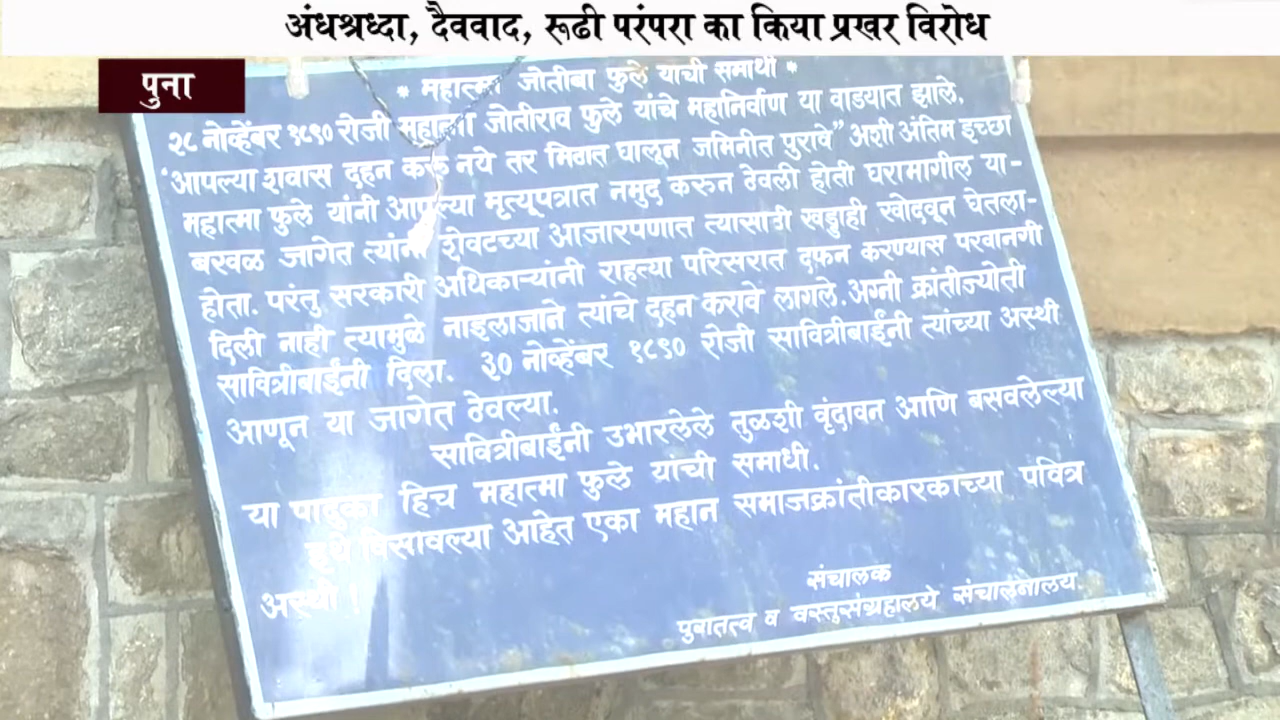 अंधश्रध्दा, दैववाद, रूढी परंपरा का किया प्रखर विरोध
पुना
* महात्मा जोतीबा फुले याची समाधी *
२८ नोव्हेंबर १८९० रोजी महात्मा जोतीराव फुले यांचे महानिर्वाण या वाडयात झाले.
'आपल्या शवास दहन करु नये तर मिठात घालून जमिनीत पुरावे" अशी अंतिम इच्छा
महात्मा फुले यांनी आपल्या मृत्यूपत्रात नमुद करुन ठेवली होती घरामागील या-
बखळ जागेत त्यांनी शेवटच्या आजारपणात त्यासाठी खड्डाही खोदवून घेतला-
होता. परंतु सरकारी अधिकाऱ्यांनी राहत्या परिसरात दफन करण्यास परवानगी
दिली नाही त्यामुळे नाइलाजाने त्यांचे दहन करावे लागले. अग्नी क्रांतीज्योती
सावित्रीबाईंनी दिला. ३० नोव्हेंबर १८९० रोजी सावित्रीबाईंनी त्यांच्या अस्थी
आणून या जागेत ठेवल्या.
सावित्रीबाईंनी उभारलेले तुळशी वृंदावन आणि बसवलेल्या
या पादुका हिच महात्मा फुले याची समाधी.
इथे विसावल्या आहेत एका महान समाजक्रांतीकारकाच्या पवित्र
अस्थी !
संचालक
पुरातत्व व वस्तुसंग्रहालये संचालनालय.